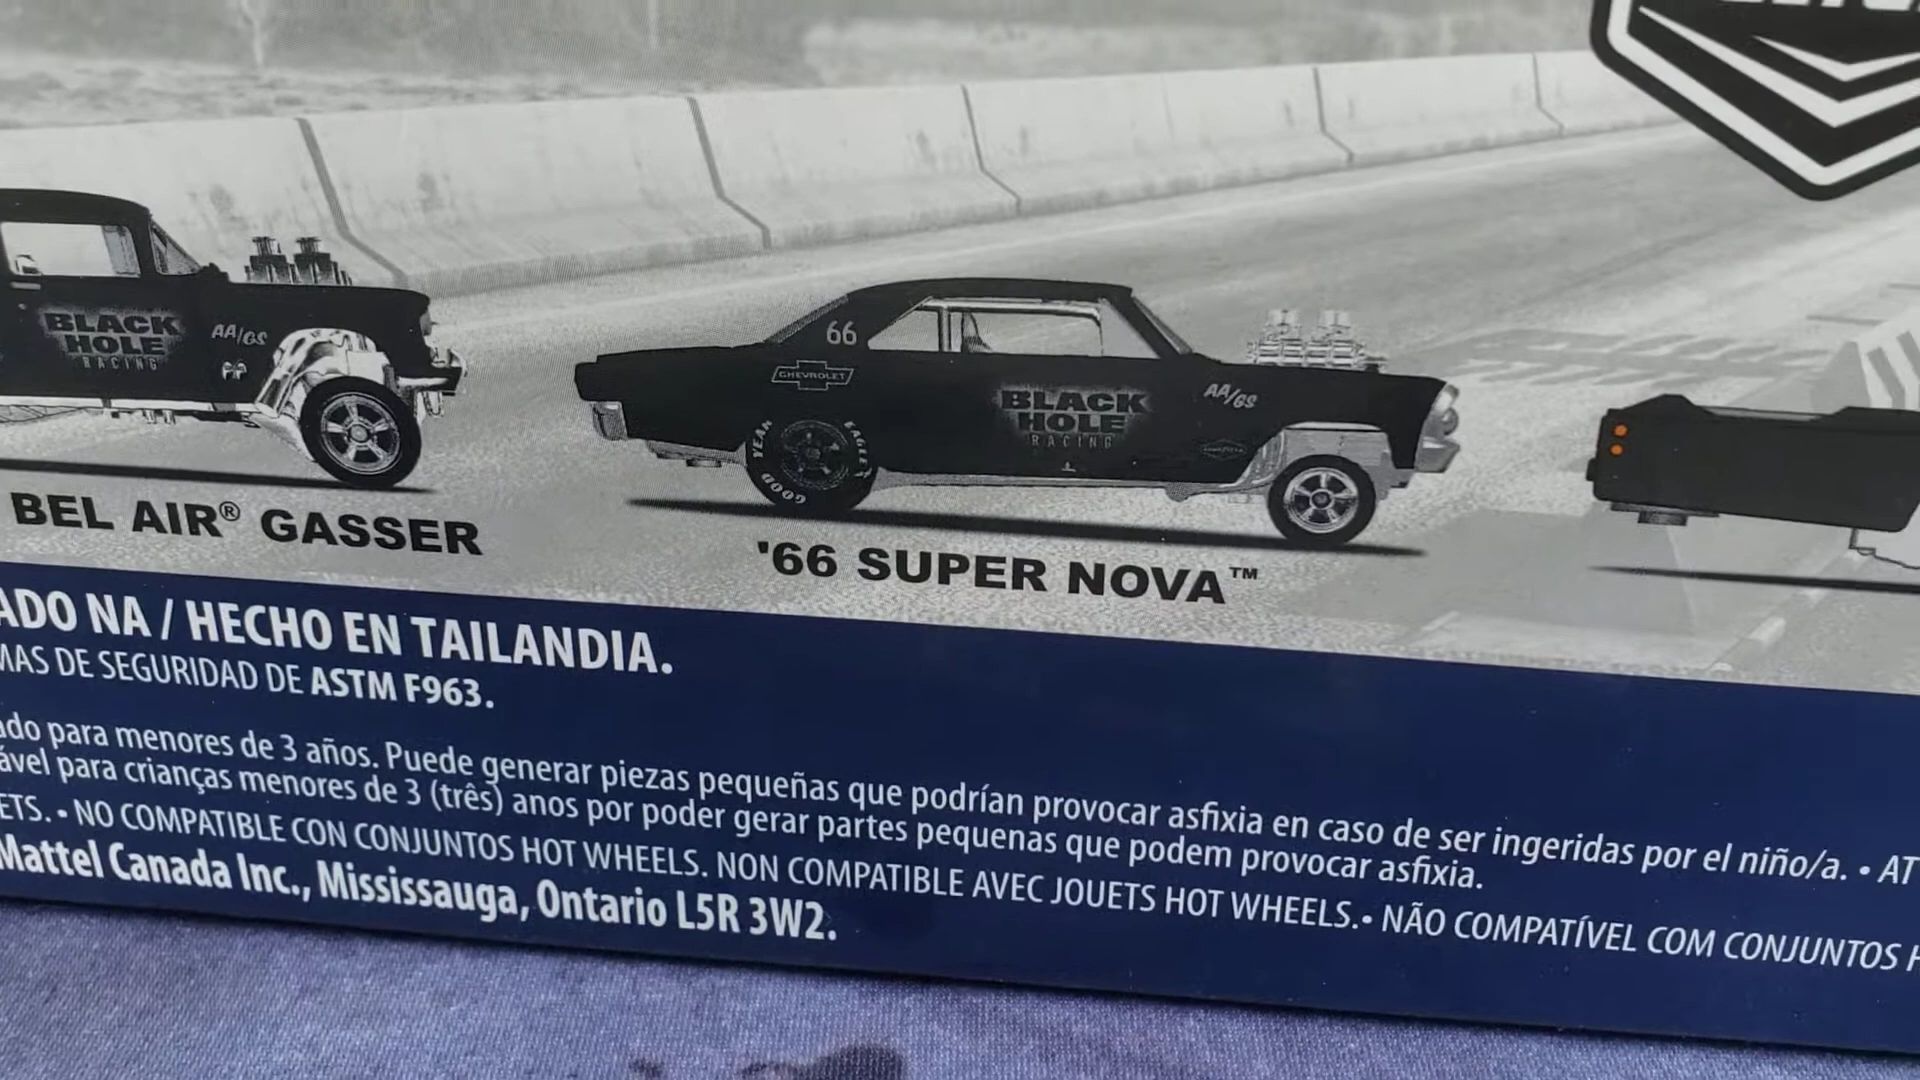 BLACK
HOLE
RACING
AA/GS
66
CHEVROLET
GOOD YEAR
EAGLE
BLACK
HOLE
RACING
AA/GS
BEL AIR® GASSER
'66 SUPER NOVA™
ADO NA / HECHO EN TAILANDIA.
MAS DE SEGURIDAD DE ASTM F963.
ado para menores de 3 años. Puede generar piezas pequeñas que podrían provocar asfixia en caso de ser ingeridas por el niño/a. • AT
ável para crianças menores de 3 (três) anos por poder gerar partes pequenas que podem provocar asfixia.
ETS. • NO COMPATIBLE CON CONJUNTOS HOT WHEELS. NON COMPATIBLE AVEC JOUETS HOT WHEELS. • NÃO COMPATÍVEL COM CONJUNTOS H
Mattel Canada Inc., Mississauga, Ontario L5R 3W2.